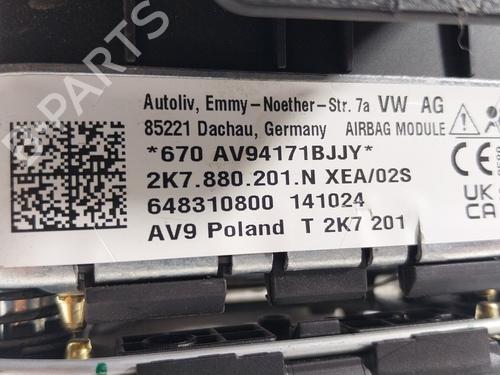 B-PARTS
Autoliv, Emmy-Noether-Str. 7a VW AG
85221 Dachau, Germany AIRBAG MODULE
*670 AV94171BJJY*
2K7.880.201.N XEA/02S
648310800 141024
AV9 Poland T 2K7 201
CE
UK
CA